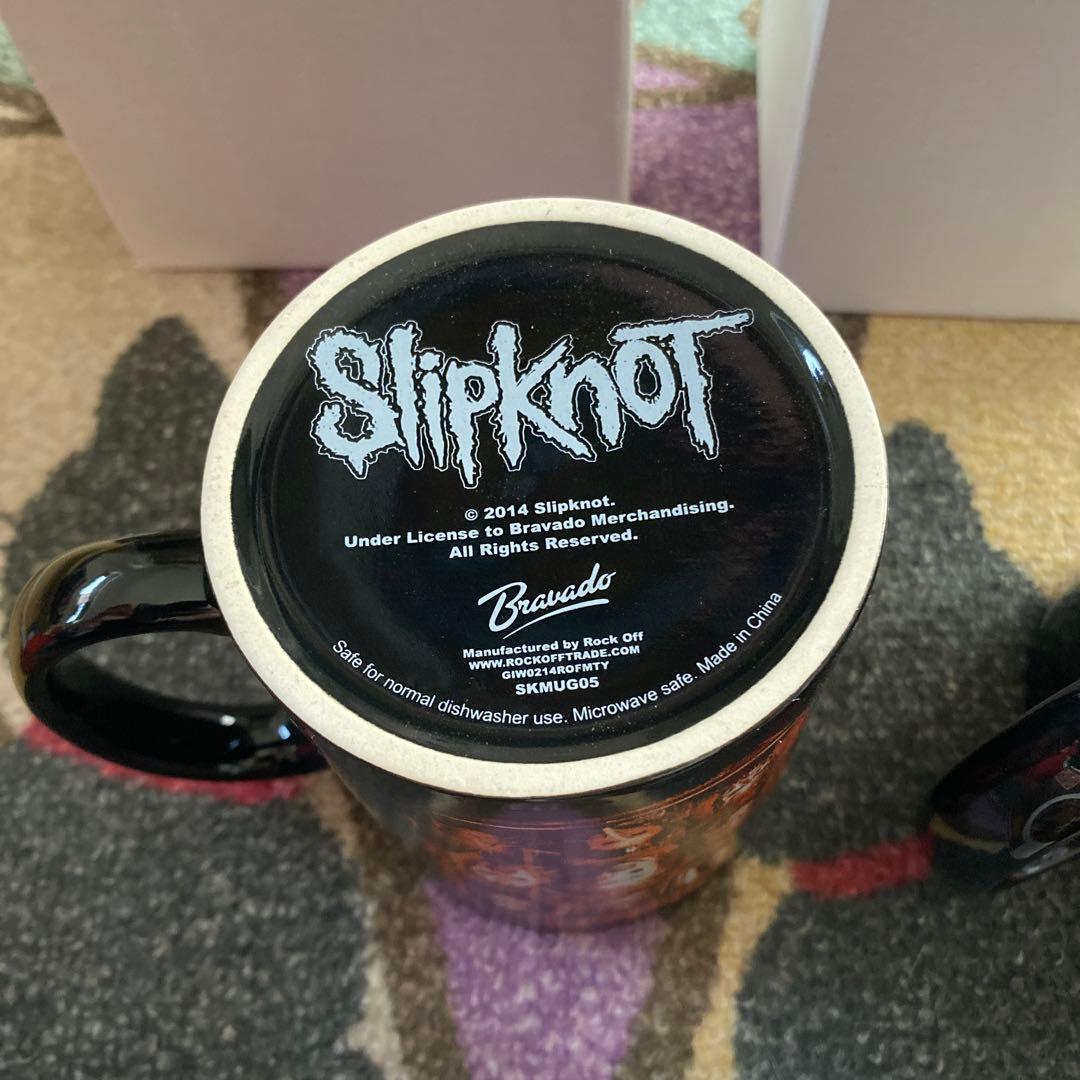 Slipknot
© 2014 Slipknot.
Under License to Bravado Merchandising.
All Rights Reserved.
Bravado
Manufactured by Rock Off
WWW.ROCKOFFTRADE.COM
GIW0214ROFMTY
SKMUG05
Safe for normal dishwasher use. Microwave safe. Made in China